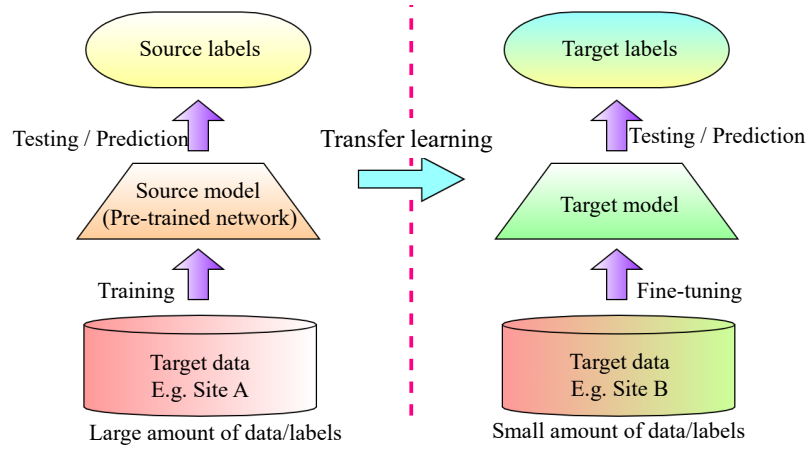 Source labels
Testing / Prediction
Source model
(Pre-trained network)
Training
Target data
E.g. Site A
Large amount of data/labels
Transfer learning
Target labels
Testing / Prediction
Target model
Fine-tuning
Target data
E.g. Site B
Small amount of data/labels